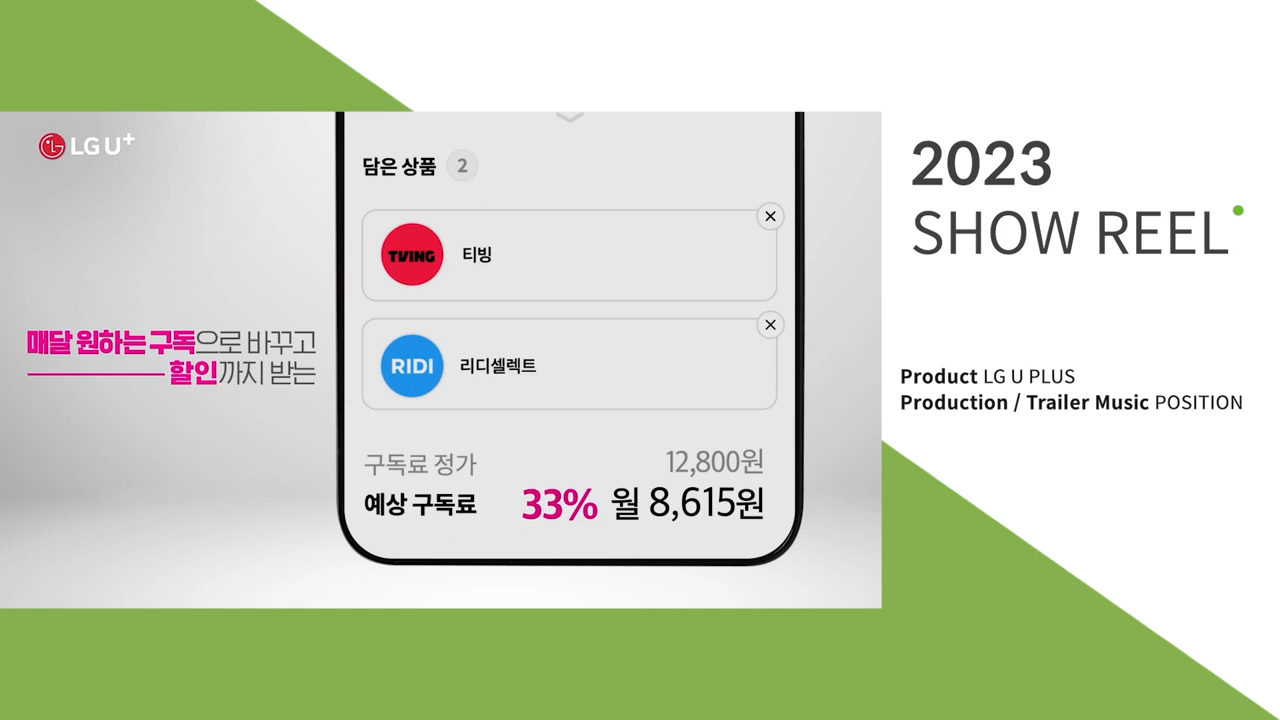 LG U+
매달 원하는 구독으로 바꾸고
할인까지 받는
담은 상품 2
TVING 티빙
RIDI 리디셀렉트
구독료 정가 12,800원
예상 구독료 33% 월 8,615원
2023
SHOW REEL
Product LG U PLUS
Production / Trailer Music POSITION